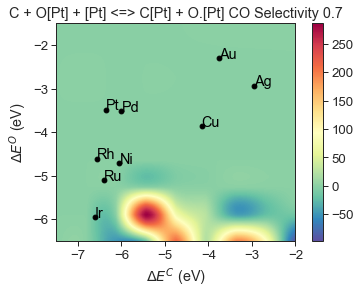 C + O[Pt] + [Pt] <=> C[Pt] + O.[Pt] CO Selectivity 0.7
ΔE^O (eV)
−2
−3
−4
−5
−6
Au
Ag
Pt
Pd
Cu
Rh
Ni
Ru
Ir
250
200
150
100
50
0
−50
−7
−6
−5
−4
−3
−2
ΔE^C (eV)